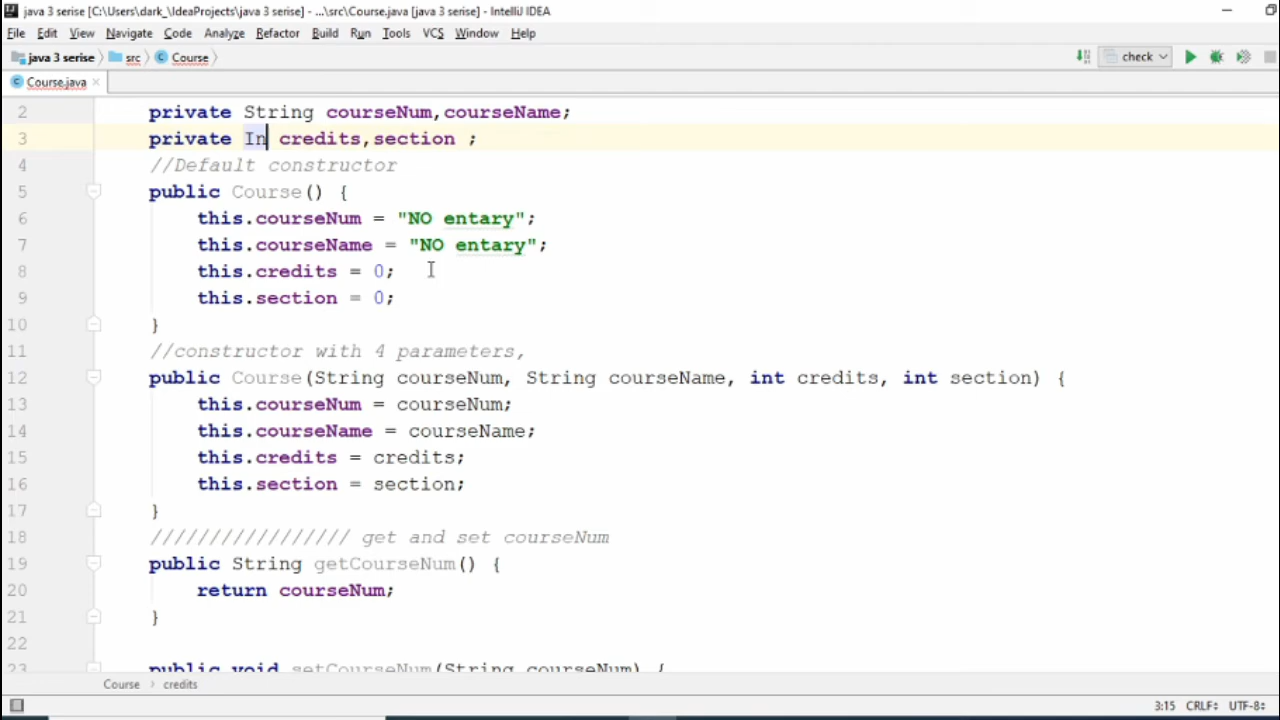 java 3 serise [C:\Users\dark_\IdeaProjects\java 3 serise] - ...\src\Course.java [java 3 serise] - IntelliJ IDEA
File Edit View Navigate Code Analyze Refactor Build Run Tools VCS Window Help
java 3 serise src Course check
Course.java
2 private String courseNum,courseName;
3 private In credits,section ;
4 //Default constructor
5 public Course() {
6 this.courseNum = "NO entary";
7 this.courseName = "NO entary";
8 this.credits = 0;
9 this.section = 0;
10 }
11 //constructor with 4 parameters,
12 public Course(String courseNum, String courseName, int credits, int section) {
13 this.courseNum = courseNum;
14 this.courseName = courseName;
15 this.credits = credits;
16 this.section = section;
17 }
18 ///////////////// get and set courseNum
19 public String getCourseNum() {
20 return courseNum;
21 }
22
23 public void setCourseNum(String courseNum) {
Course credits
3:15 CRLF UTF-8